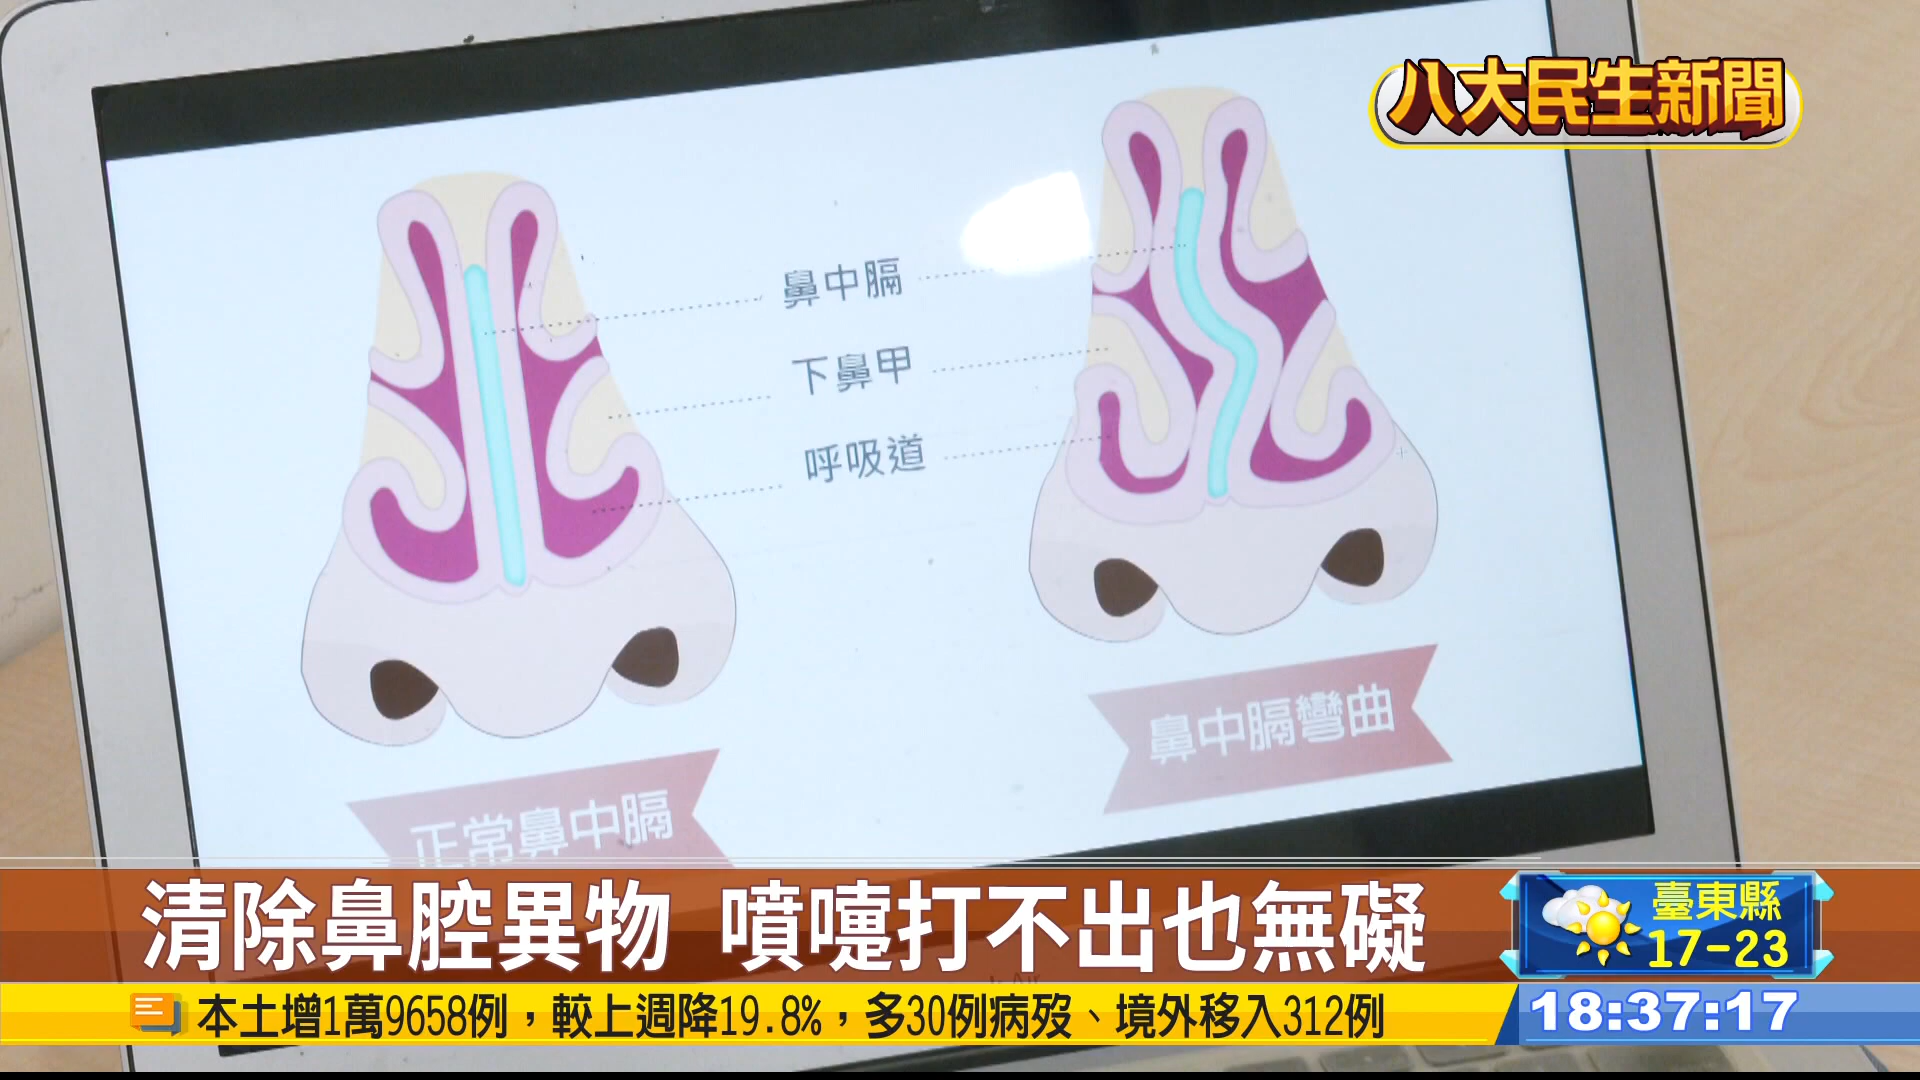 八大民生新聞
鼻中膈
下鼻甲
呼吸道
鼻中膈彎曲
正常鼻中膈
清除鼻腔異物 噴嚏打不出也無礙
臺東縣
17-23
本土增1萬9658例，較上週降19.8%，多30例病歿、境外移入312例
18:37:17